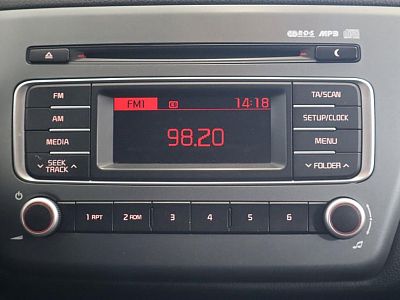 RDS MP3
FM
FM1 14:18
TA/SCAN
AM
98.20
SETUP/CLOCK
MEDIA
MENU
SEEK
TRACK
FOLDER
1 RPT 2 RDM 3 4 5 6